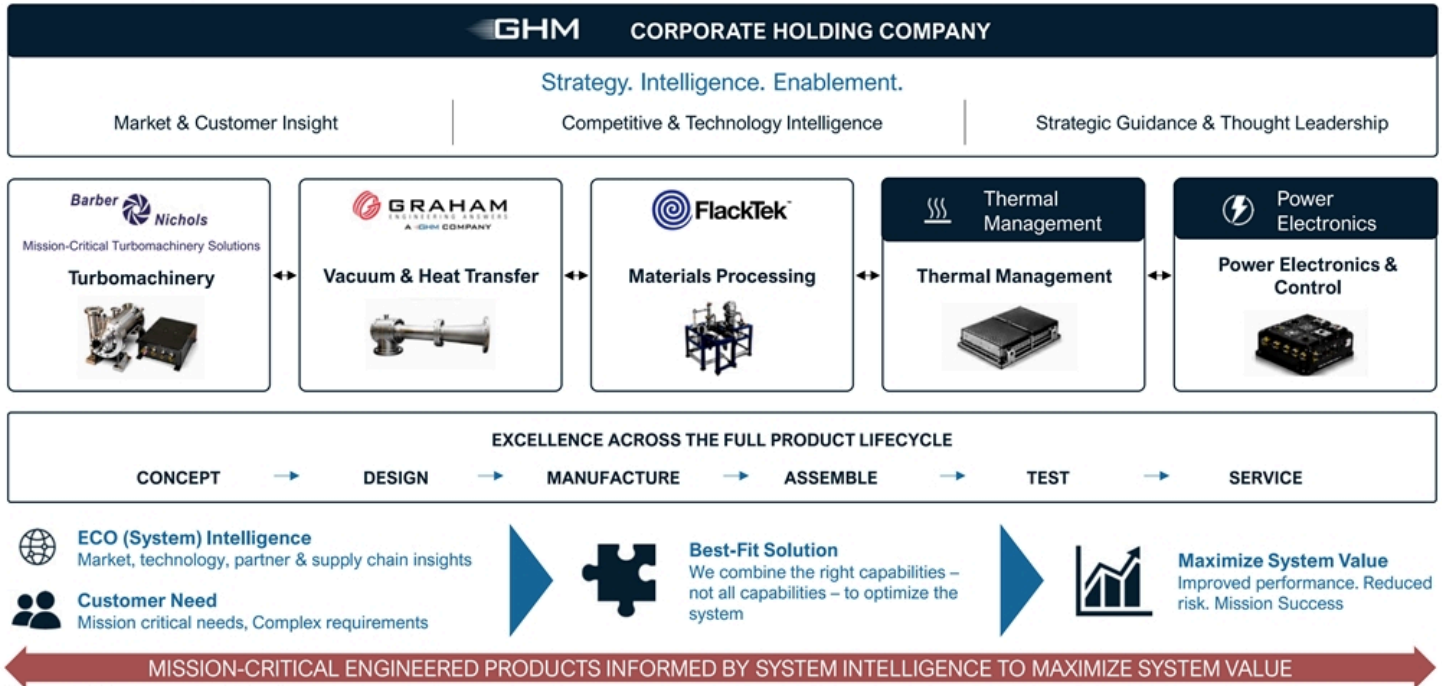 GHM CORPORATE HOLDING COMPANY
Strategy. Intelligence. Enablement.
Market & Customer Insight
Competitive & Technology Intelligence
Strategic Guidance & Thought Leadership
Barber
Nichols
Mission-Critical Turbomachinery Solutions
Turbomachinery
GRAHAM
ENGINEERING ANSWERS
A GHM COMPANY
Vacuum & Heat Transfer
FlackTek™
Materials Processing
Thermal
Management
Thermal Management
Power
Electronics
Power Electronics &
Control
EXCELLENCE ACROSS THE FULL PRODUCT LIFECYCLE
CONCEPT → DESIGN → MANUFACTURE → ASSEMBLE → TEST → SERVICE
ECO (System) Intelligence
Market, technology, partner & supply chain insights
Customer Need
Mission critical needs, Complex requirements
Best-Fit Solution
We combine the right capabilities –
not all capabilities – to optimize the
system
Maximize System Value
Improved performance. Reduced
risk. Mission Success
MISSION-CRITICAL ENGINEERED PRODUCTS INFORMED BY SYSTEM INTELLIGENCE TO MAXIMIZE SYSTEM VALUE